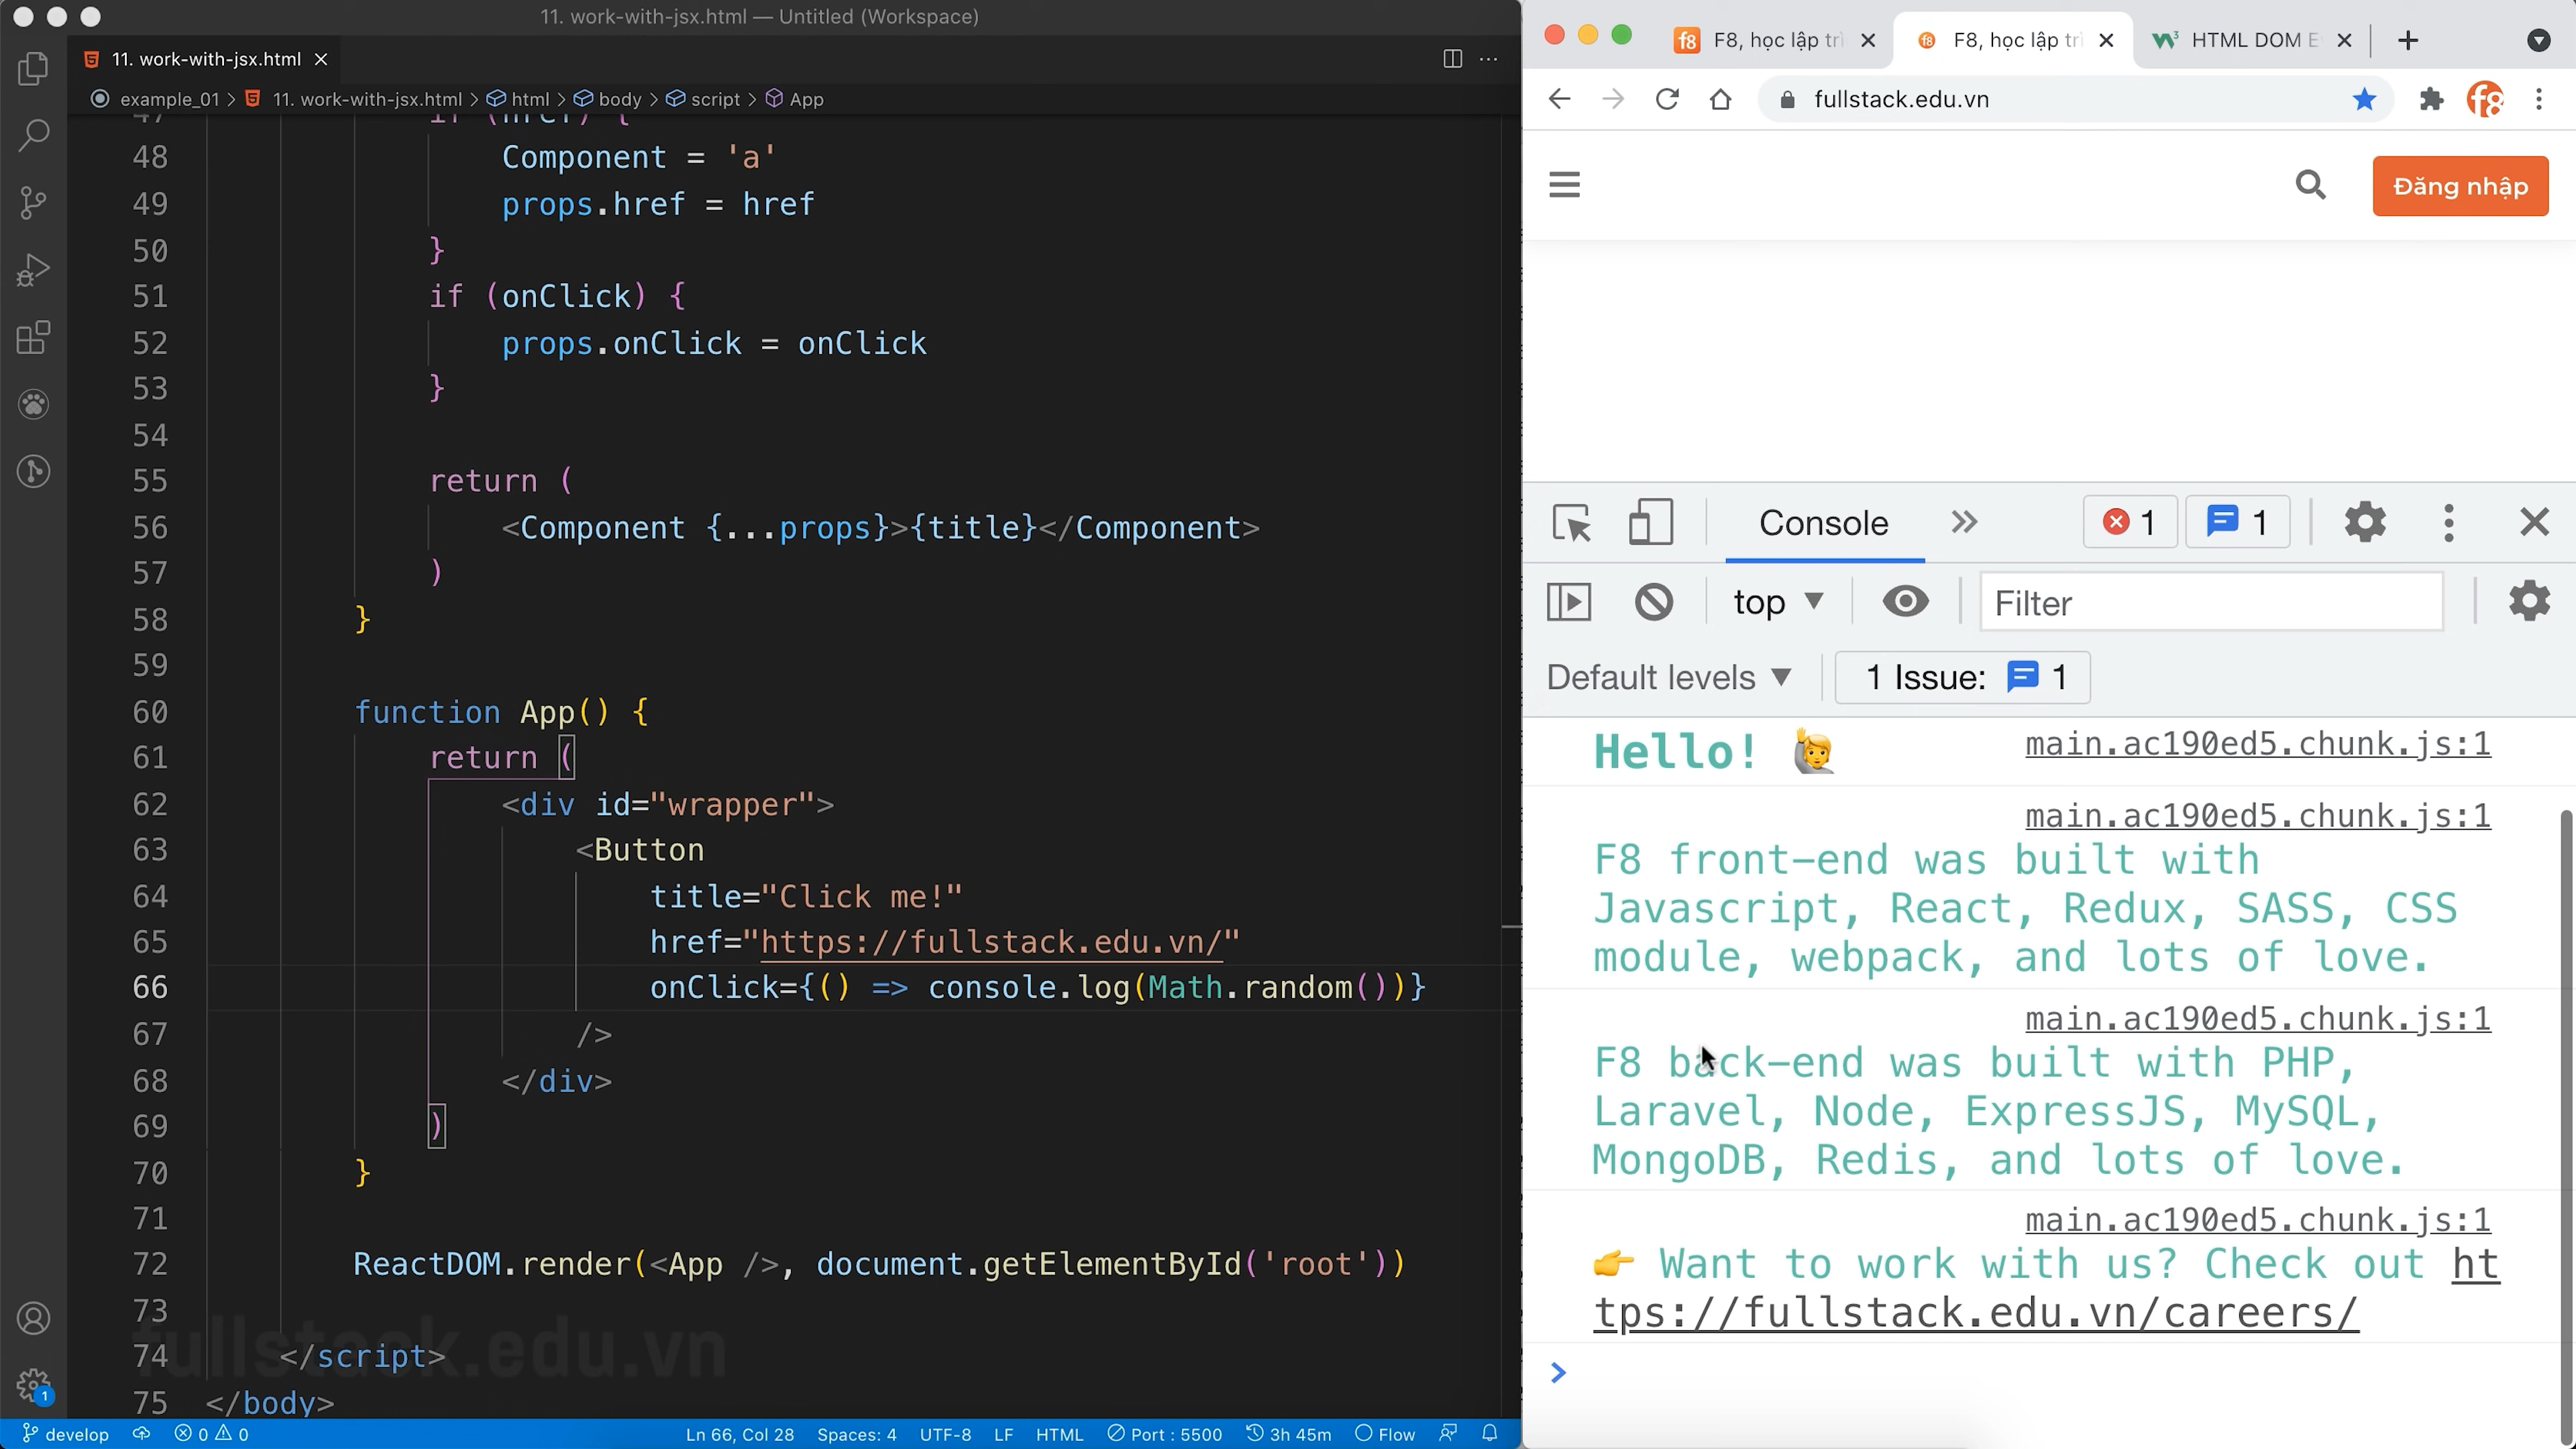 11. work-with-jsx.html — Untitled (Workspace)
11. work-with-jsx.html
example_01 > 11. work-with-jsx.html > html > body > script > App
47 if (href) {
48 Component = 'a'
49 props.href = href
50 }
51 if (onClick) {
52 props.onClick = onClick
53 }
54
55 return (
56 <Component {...props}>{title}</Component>
57 )
58 }
59
60 function App() {
61 return (
62 <div id="wrapper">
63 <Button
64 title="Click me!"
65 href="https://fullstack.edu.vn/"
66 onClick={() => console.log(Math.random())}
67 />
68 </div>
69 )
70 }
71
72 ReactDOM.render(<App />, document.getElementById('root'))
73
74 </script>
75 </body>
fullstack.edu.vn
develop 0 0 Ln 66, Col 28 Spaces: 4 UTF-8 LF HTML Port : 5500 3h 45m Flow
1
F8, học lập trì
F8, học lập trì
HTML DOM E
fullstack.edu.vn
f8
Đăng nhập
Console 1 1
top Filter
Default levels 1 Issue: 1
Hello! main.ac190ed5.chunk.js:1
main.ac190ed5.chunk.js:1
F8 front-end was built with
Javascript, React, Redux, SASS, CSS
module, webpack, and lots of love.
main.ac190ed5.chunk.js:1
F8 back-end was built with PHP,
Laravel, Node, ExpressJS, MySQL,
MongoDB, Redis, and lots of love.
main.ac190ed5.chunk.js:1
👉 Want to work with us? Check out ht
tps://fullstack.edu.vn/careers/